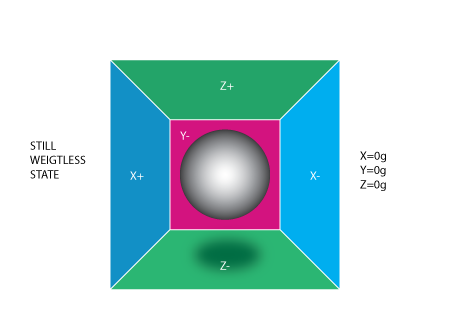 Z+
Y-
STILL
WEIGTLESS
STATE
X+
X-
X=0g
Y=0g
Z=0g
Z-